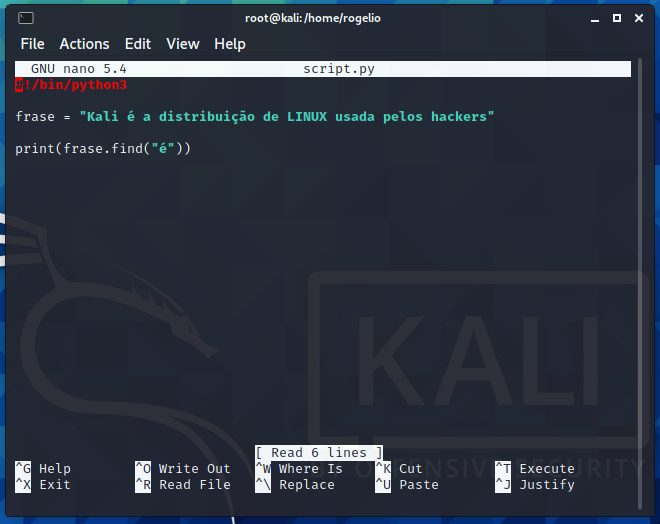 root@kali:/home/rogelio
File Actions Edit View Help
GNU nano 5.4 script.py
#!/bin/python3
frase = "Kali é a distribuição de LINUX usada pelos hackers"
print(frase.find("é"))
KALI
OFFENSIVE SECURITY
[ Read 6 lines ]
^G Help ^O Write Out ^W Where Is ^K Cut ^T Execute
^X Exit ^R Read File ^\ Replace ^U Paste ^J Justify